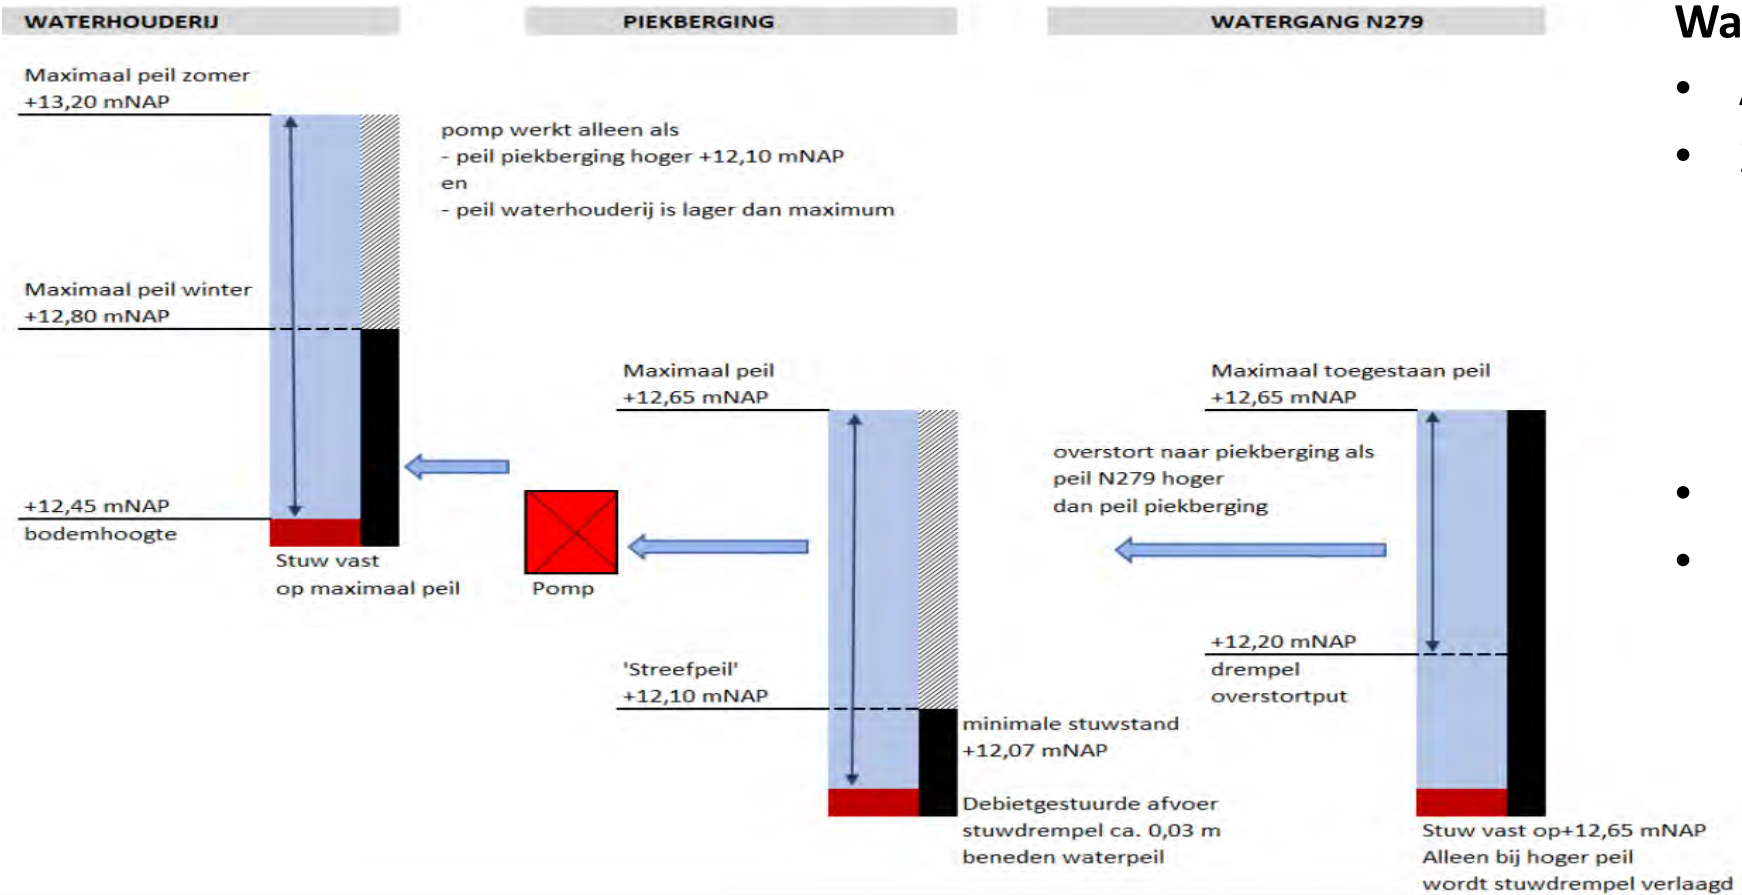 WATERHOUDERIJ
PIEKBERGING
WATERGANG N279
Maximaal peil zomer
+13,20 mNAP
pomp werkt alleen als
- peil piekberging hoger +12,10 mNAP
en
- peil waterhouderij is lager dan maximum
Maximaal peil winter
+12,80 mNAP
+12,45 mNAP
bodemhoogte
Stuw vast
op maximaal peil
Pomp
Maximaal peil
+12,65 mNAP
'Streefpeil'
+12,10 mNAP
minimale stuwstand
+12,07 mNAP
Debietgestuurde afvoer
stuwdrempel ca. 0,03 m
beneden waterpeil
Maximaal toegestaan peil
+12,65 mNAP
overstort naar piekberging als
peil N279 hoger
dan peil piekberging
+12,20 mNAP
drempel
overstortput
Stuw vast op+12,65 mNAP
Alleen bij hoger peil
wordt stuwdrempel verlaagd
Wa
•
•
•
•